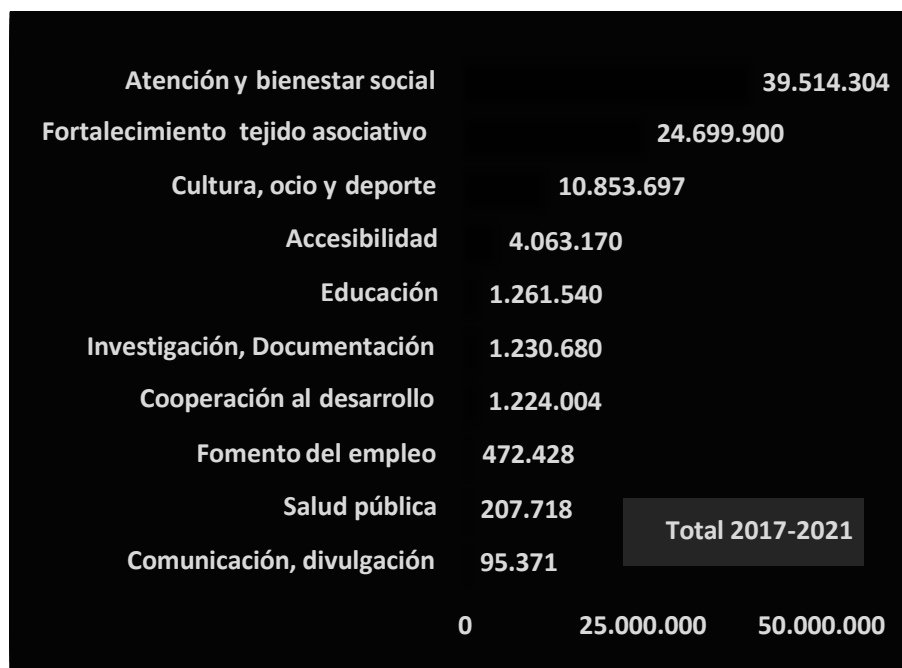 Atención y bienestar social 39.514.304
Fortalecimiento tejido asociativo 24.699.900
Cultura, ocio y deporte 10.853.697
Accesibilidad 4.063.170
Educación 1.261.540
Investigación, Documentación 1.230.680
Cooperación al desarrollo 1.224.004
Fomento del empleo 472.428
Salud pública 207.718
Total 2017-2021
Comunicación, divulgación 95.371
0 25.000.000 50.000.000